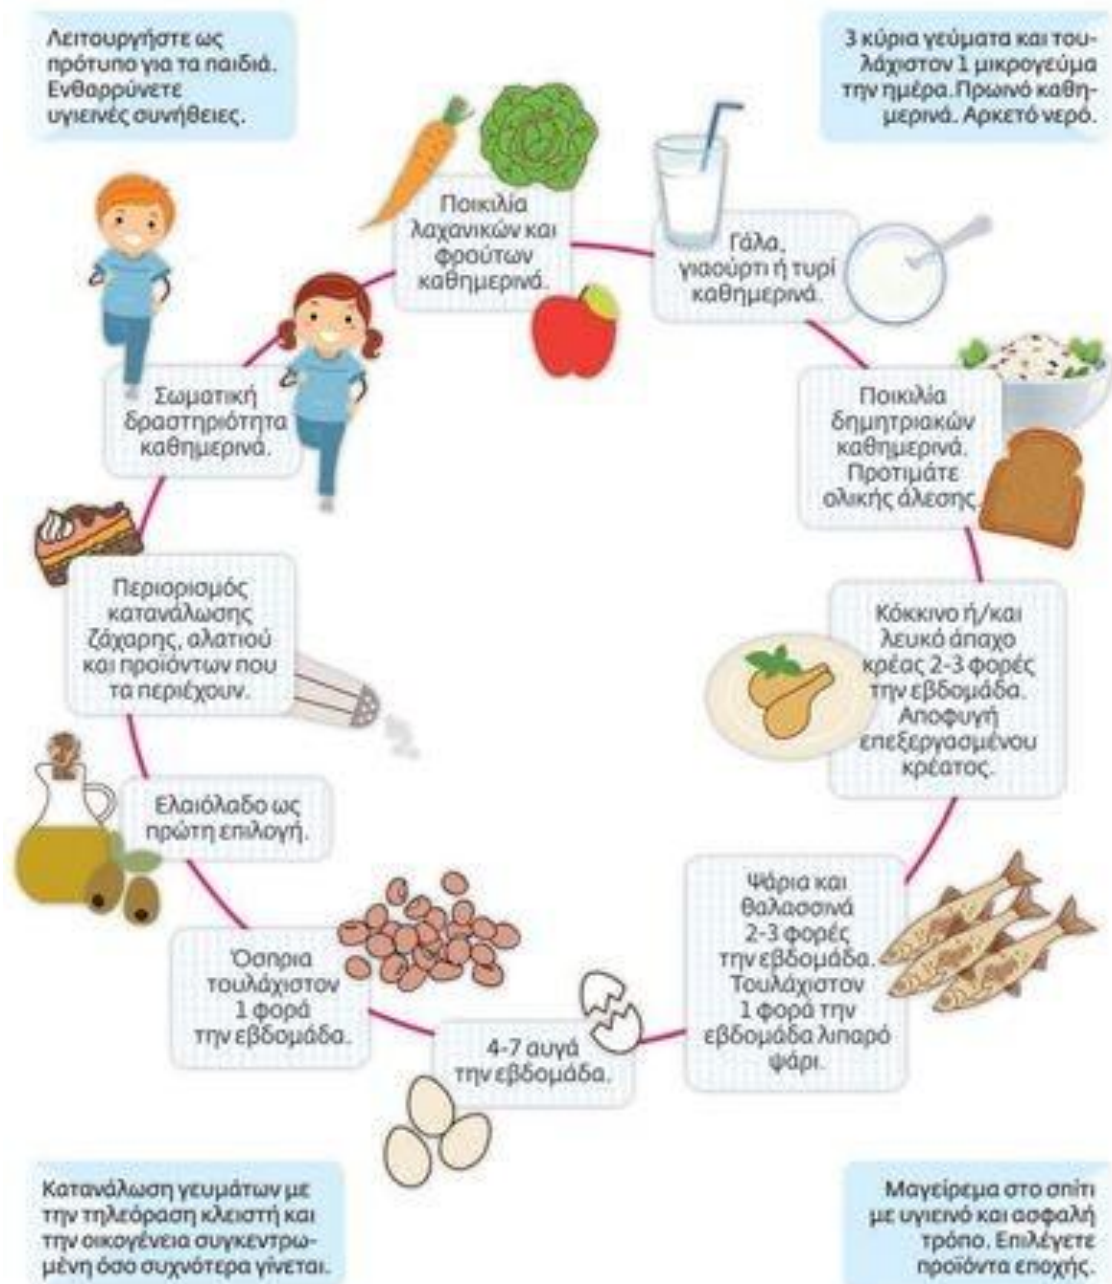 Λειτουργήστε ως
πρότυπο για τα παιδιά.
Ενθαρρύνετε
υγιεινές συνήθειες.
3 κύρια γεύματα και του-
λάχιστον 1 μικρογεύμα
την ημέρα. Πρωινό καθη-
μερινά. Αρκετό νερό.
Ποικιλία
λαχανικών και
φρούτων
καθημερινά.
Γάλα,
γιαούρτι ή τυρί
καθημερινά.
Ποικιλία
δημητριακών
καθημερινά.
Προτιμάτε
ολικής άλεσης.
Κόκκινο ή/και
λευκό άπαχο
κρέας 2-3 φορές
την εβδομάδα.
Αποφυγή
επεξεργασμένου
κρέατος.
Ψάρια και
θαλασσινά
2-3 φορές
την εβδομάδα.
Τουλάχιστον
1 φορά την
εβδομάδα λιπαρό
ψάρι.
4-7 αυγά
την εβδομάδα.
Όσπρια
τουλάχιστον
1 φορά
την εβδομάδα.
Ελαιόλαδο ως
πρώτη επιλογή.
Περιορισμός
κατανάλωσης
ζάχαρης, αλατιού
και προϊόντων που
τα περιέχουν.
Σωματική
δραστηριότητα
καθημερινά.
Κατανάλωση γευμάτων με
την τηλεόραση κλειστή και
την οικογένεια συγκεντρω-
μένη όσο συχνότερα γίνεται.
Μαγείρεμα στο σπίτι
με υγιεινό και ασφαλή
τρόπο. Επιλέγετε
προϊόντα εποχής.